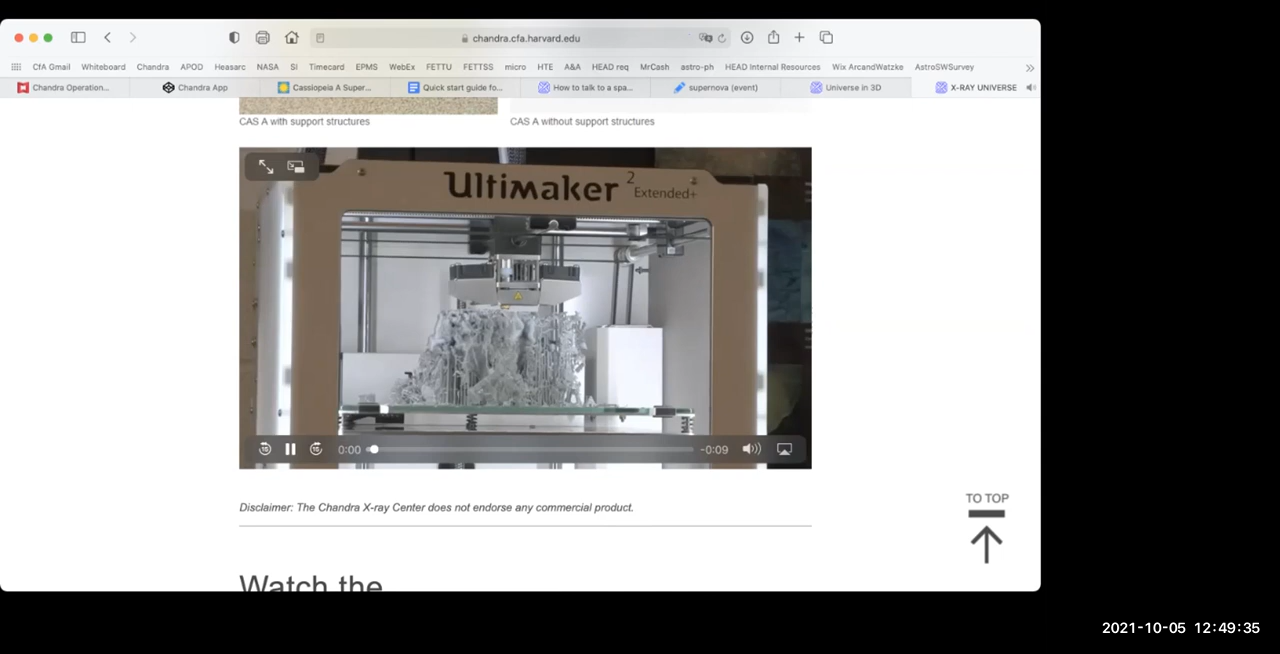 chandra.cfa.harvard.edu
CfA Gmail Whiteboard Chandra APOD Heasarc NASA SI Timecard EPMS WebEx FETTU FETTSS micro HTE A&A HEAD req MrCash astro-ph HEAD Internal Resources Wix ArcandWatzke AstroSWSurvey
Chandra Operation... Chandra App Cassiopeia A Super... Quick start guide fo... How to talk to a spa... supernova (event) Universe in 3D X-RAY UNIVERSE
CAS A with support structures CAS A without support structures
Ultimaker 2 Extended+
15 15 0:00 -0:09
TO TOP
Disclaimer: The Chandra X-ray Center does not endorse any commercial product.
Watch the
2021-10-05 12:49:35